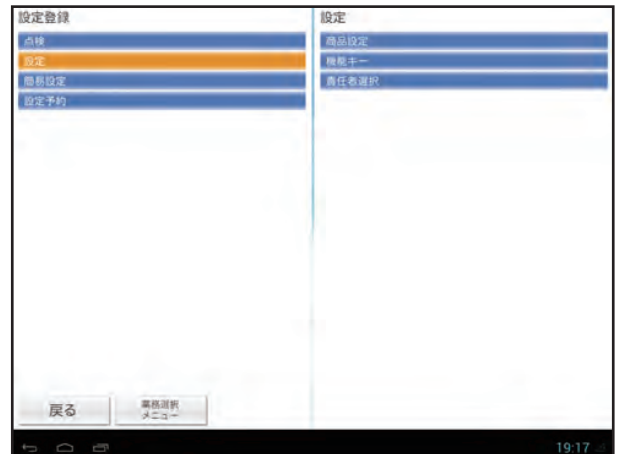 設定登録
点検
設定
簡易設定
設定予約
設定
商品設定
機能キー
責任者選択
戻る
業務選択
メニュー
19:17